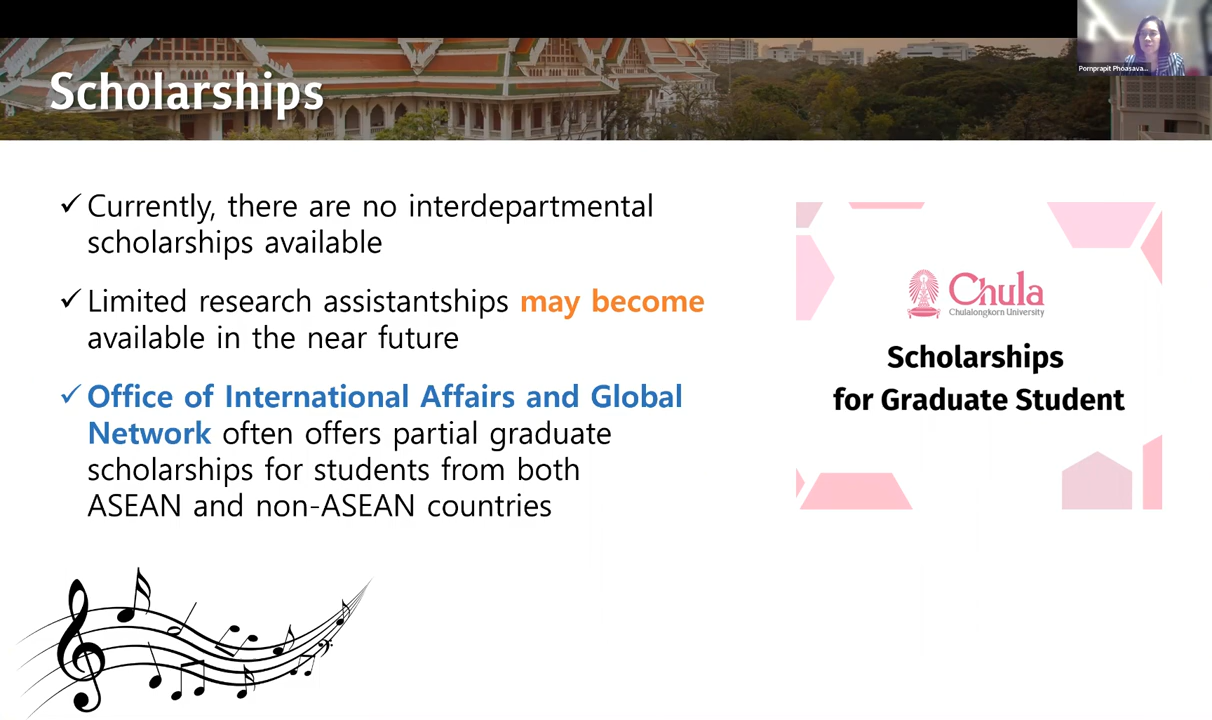 Pornprapit Phoasava...
Scholarships
✓ Currently, there are no interdepartmental
scholarships available
✓ Limited research assistantships may become
available in the near future
✓ Office of International Affairs and Global
Network often offers partial graduate
scholarships for students from both
ASEAN and non-ASEAN countries
Chula
Chulalongkorn University
Scholarships
for Graduate Student